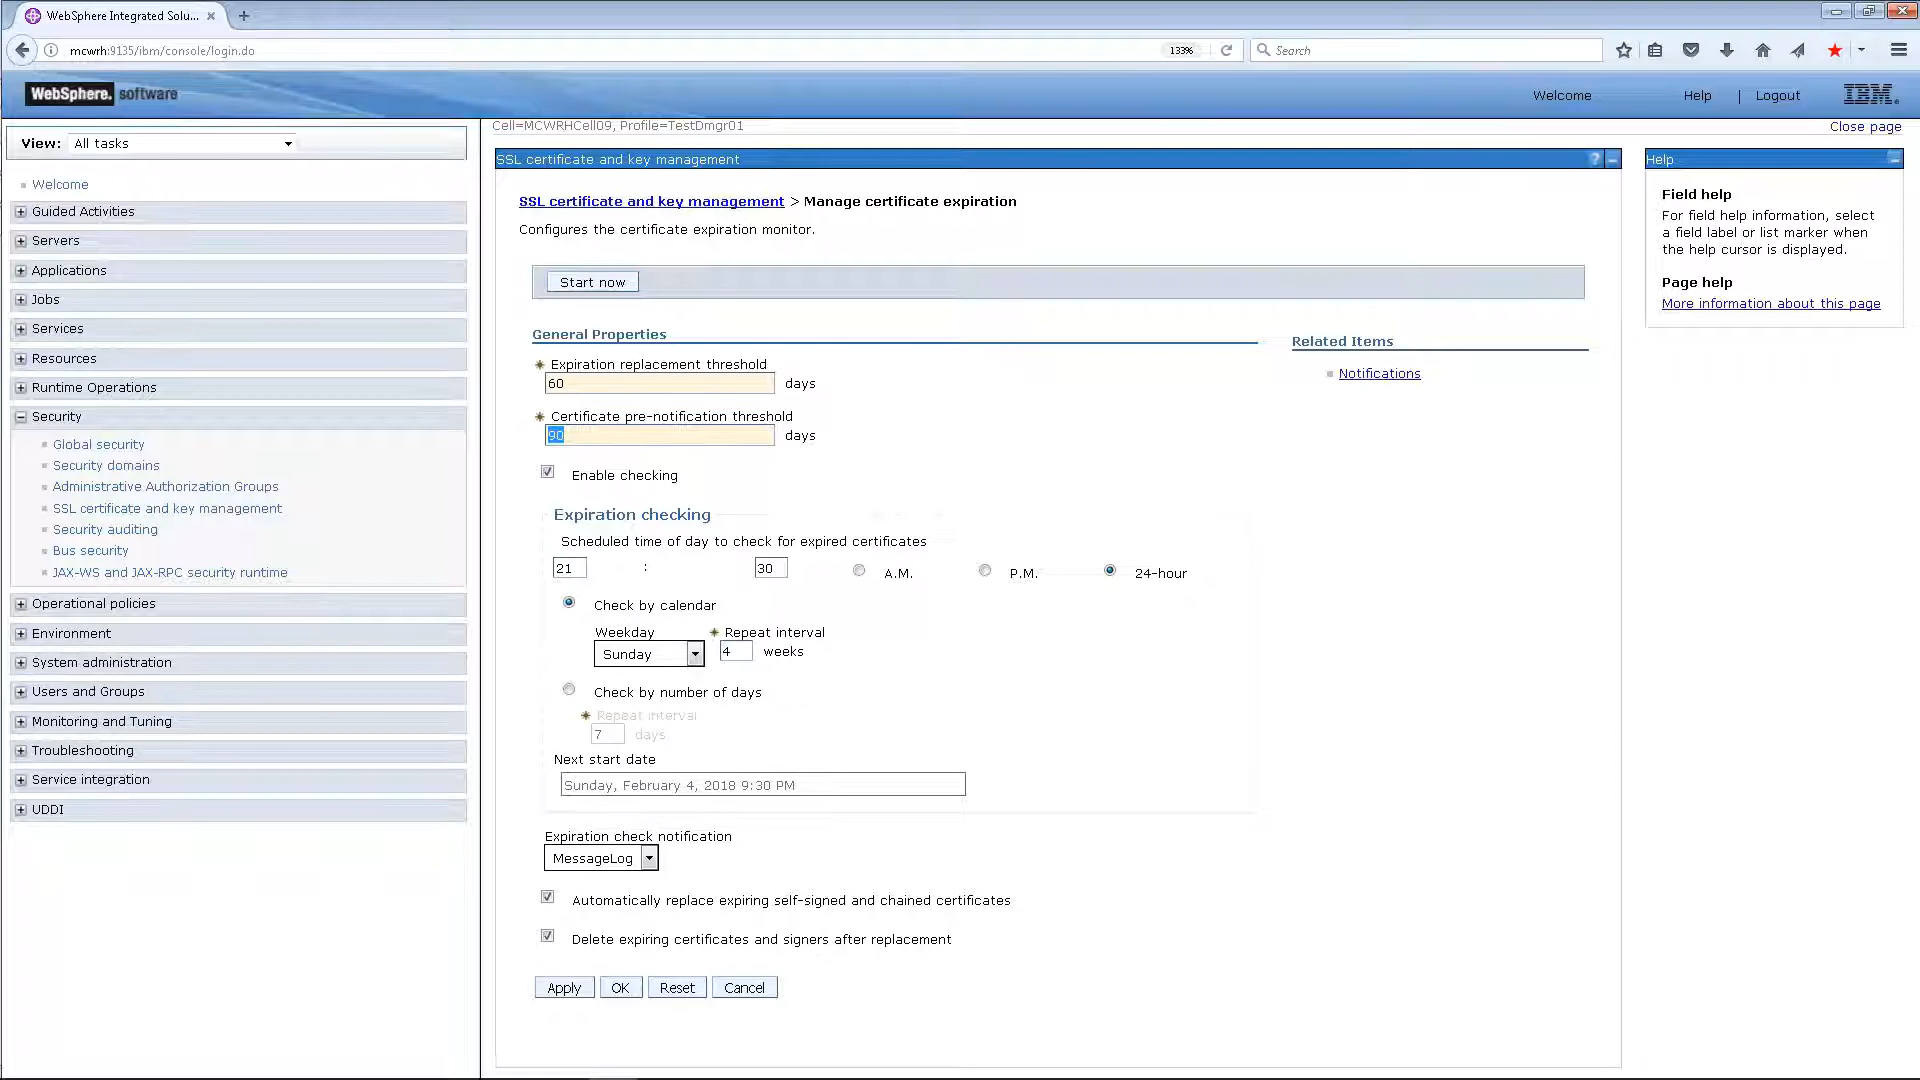 WebSphere Integrated Solu...
mcwrh:9135/ibm/console/login.do
133%
Search
WebSphere. software
Welcome
Help
|
Logout
IBM.
View: All tasks
Cell=MCWRHCell09, Profile=TestDmgr01
Close page
Welcome
Guided Activities
Servers
Applications
Jobs
Services
Resources
Runtime Operations
Security
Global security
Security domains
Administrative Authorization Groups
SSL certificate and key management
Security auditing
Bus security
JAX-WS and JAX-RPC security runtime
Operational policies
Environment
System administration
Users and Groups
Monitoring and Tuning
Troubleshooting
Service integration
UDDI
SSL certificate and key management
?
SSL certificate and key management > Manage certificate expiration
Configures the certificate expiration monitor.
Start now
General Properties
Expiration replacement threshold
60 days
Certificate pre-notification threshold
90 days
Enable checking
Expiration checking
Scheduled time of day to check for expired certificates
21 : 30 A.M. P.M. 24-hour
Check by calendar
Weekday Repeat interval
Sunday 4 weeks
Check by number of days
Repeat interval
7 days
Next start date
Sunday, February 4, 2018 9:30 PM
Expiration check notification
MessageLog
Automatically replace expiring self-signed and chained certificates
Delete expiring certificates and signers after replacement
Apply OK Reset Cancel
Related Items
Notifications
Help
Field help
For field help information, select
a field label or list marker when
the help cursor is displayed.
Page help
More information about this page